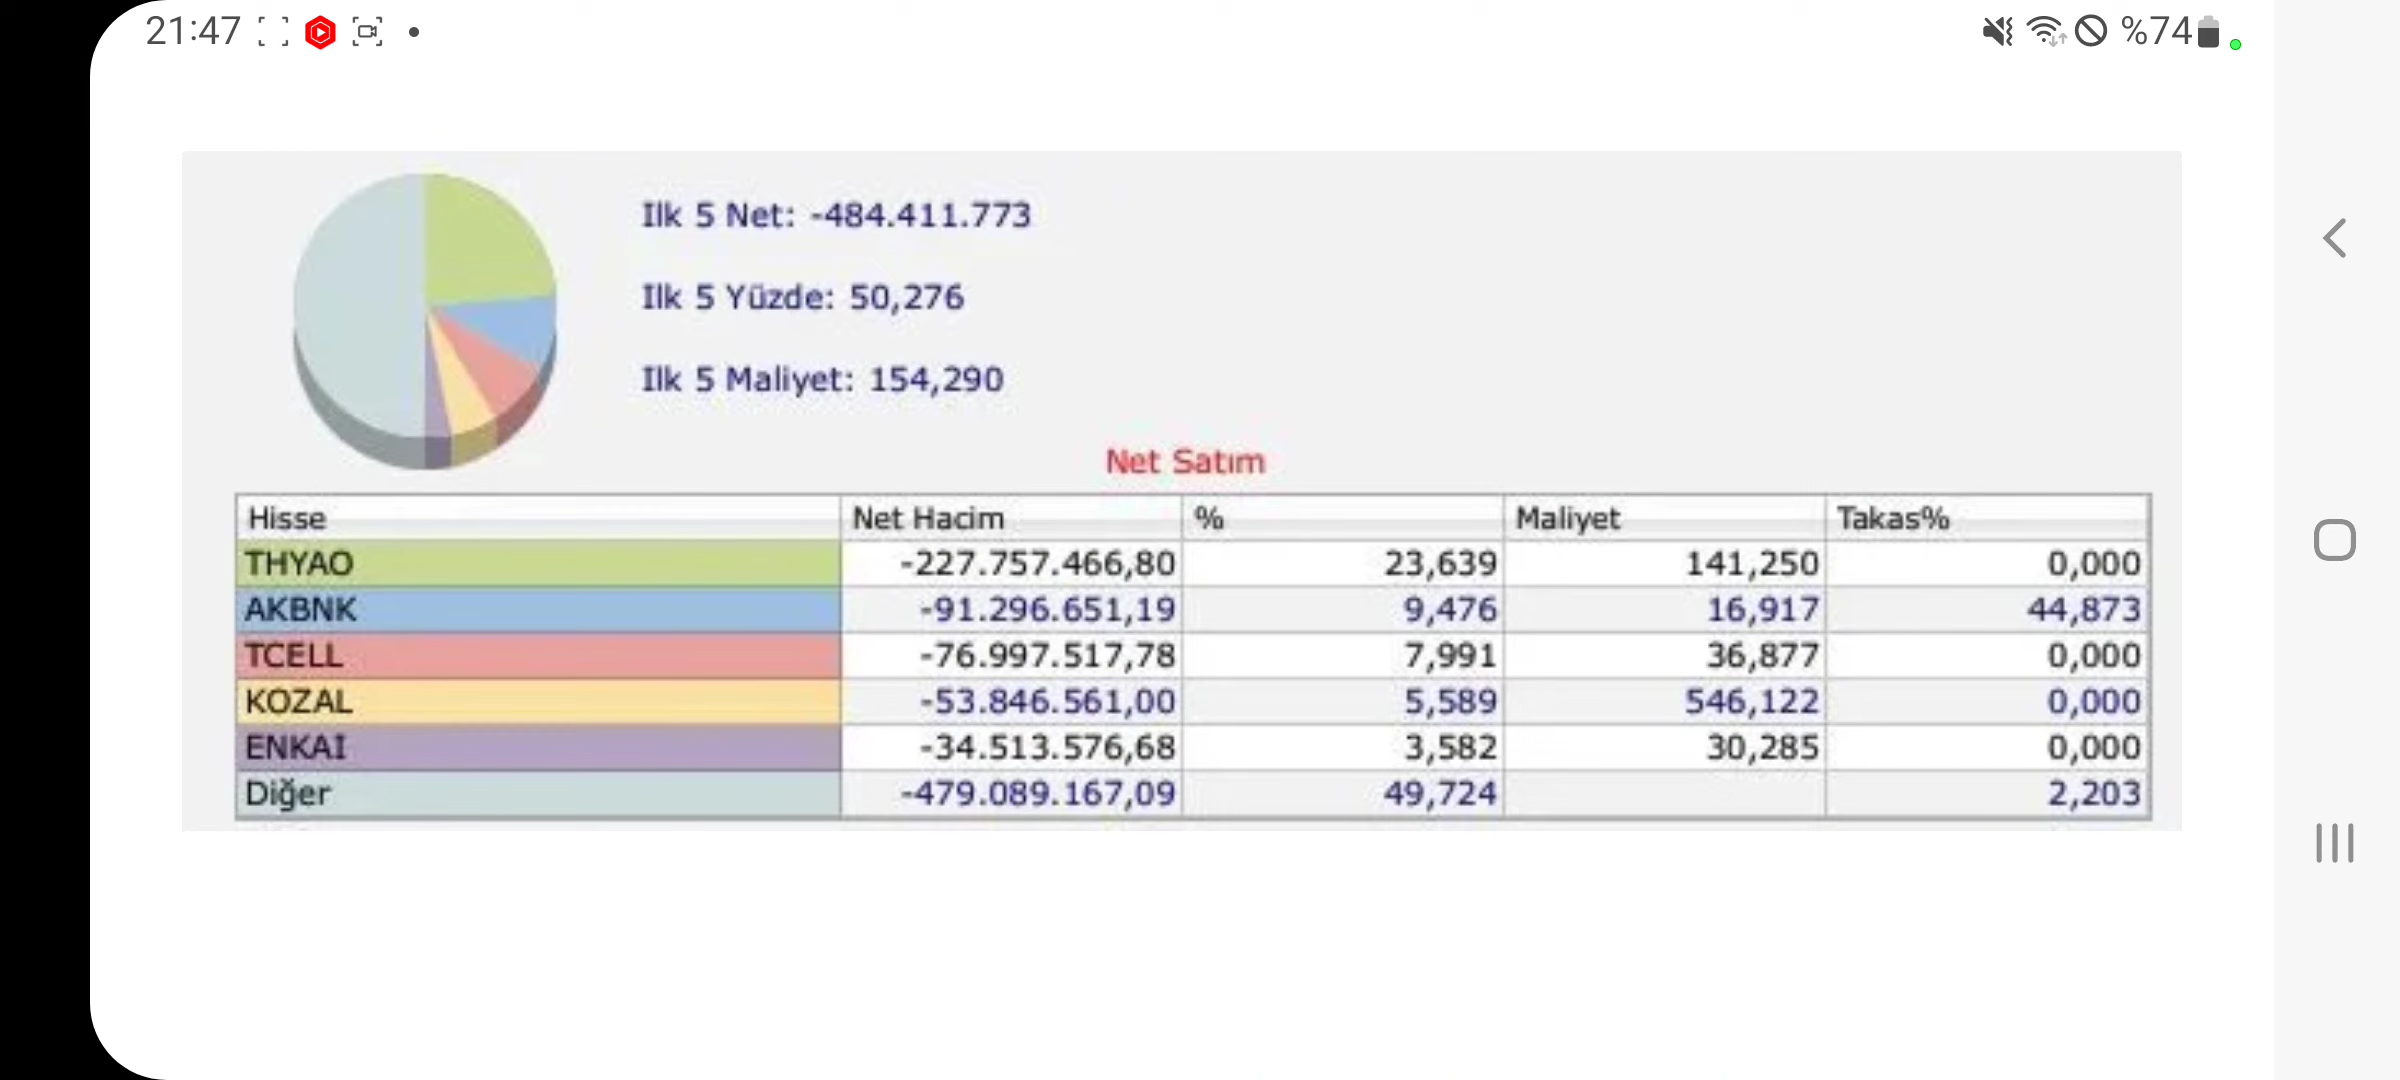 21:47 %74
Ilk 5 Net: -484.411.773
Ilk 5 Yüzde: 50,276
Ilk 5 Maliyet: 154,290
Net Satım
Hisse Net Hacim % Maliyet Takas%
THYAO -227.757.466,80 23,639 141,250 0,000
AKBNK -91.296.651,19 9,476 16,917 44,873
TCELL -76.997.517,78 7,991 36,877 0,000
KOZAL -53.846.561,00 5,589 546,122 0,000
ENKAI -34.513.576,68 3,582 30,285 0,000
Diğer -479.089.167,09 49,724 2,203